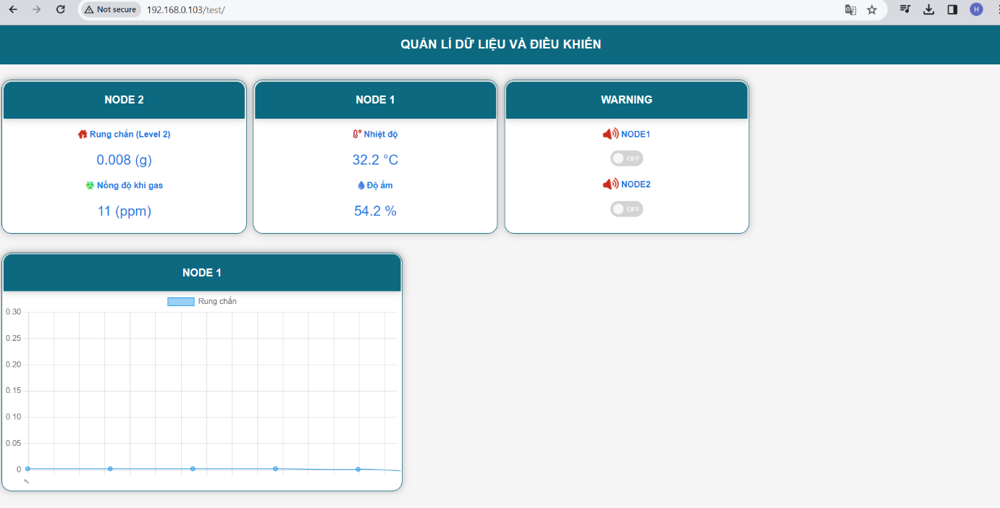 Not secure 192.168.0.103/test/ H
QUẢN LÍ DỮ LIỆU VÀ ĐIỀU KHIỂN
NODE 2
Rung chấn (Level 2)
0.008 (g)
Nồng độ khí gas
11 (ppm)
NODE 1
Nhiệt độ
32.2 °C
Độ ẩm
54.2 %
WARNING
NODE1
OFF
NODE2
OFF
NODE 1
Rung chấn
0.30
0.25
0.20
0.15
0.10
0.05
0